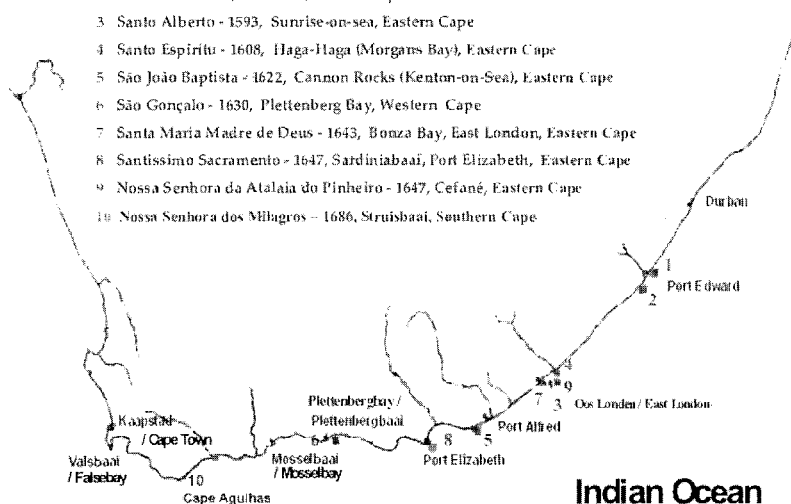 3 Santo Alberto - 1593, Sunrise-on-sea, Eastern Cape
4 Santo Espiritu - 1608, Haga-Haga (Morgans Bay), Eastern Cape
5 São João Baptista - 1622, Cannon Rocks (Kenton-on-Sea), Eastern Cape
6 São Gonçalo - 1630, Plettenberg Bay, Western Cape
7 Santa Maria Madre de Deus - 1643, Bonza Bay, East London, Eastern Cape
8 Santissimo Sacramento - 1647, Sardiniabaai, Port Elizabeth, Eastern Cape
9 Nossa Senhora da Atalaia do Pinheiro - 1647, Cefané, Eastern Cape
10 Nossa Senhora dos Milagros – 1686, Struisbaai, Southern Cape
Durban
1
Port Edward
2
4
9
7 3 Oos Londen / East London
Plettenbergbay /
Plettenbergbaai
6
Port Alfred
5
8
Port Elizabeth
Kaapstad
/ Cape Town
Mosselbaai
/ Mosselbay
Valsbaai
/ Falsebay
10
Cape Agulhas
Indian Ocean